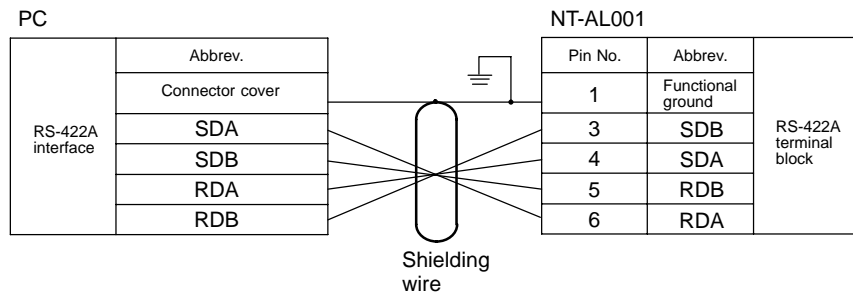 PC
NT-AL001
Abbrev.
Pin No.
Abbrev.
Connector cover
1
Functional
ground
RS-422A
interface
SDA
3
SDB
RS-422A
terminal
block
SDB
4
SDA
RDA
5
RDB
RDB
6
RDA
Shielding
wire